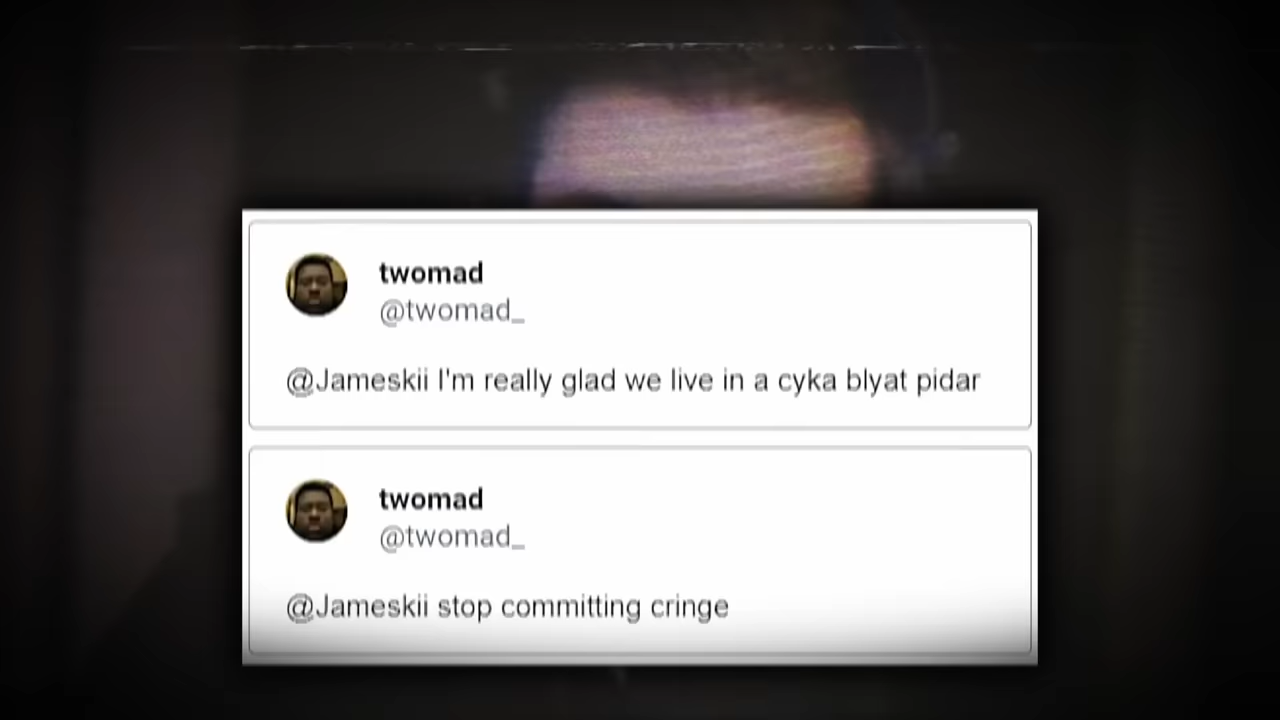 twomad
@twomad_
@Jameskii I'm really glad we live in a cyka blyat pidar
twomad
@twomad_
@Jameskii stop committing cringe